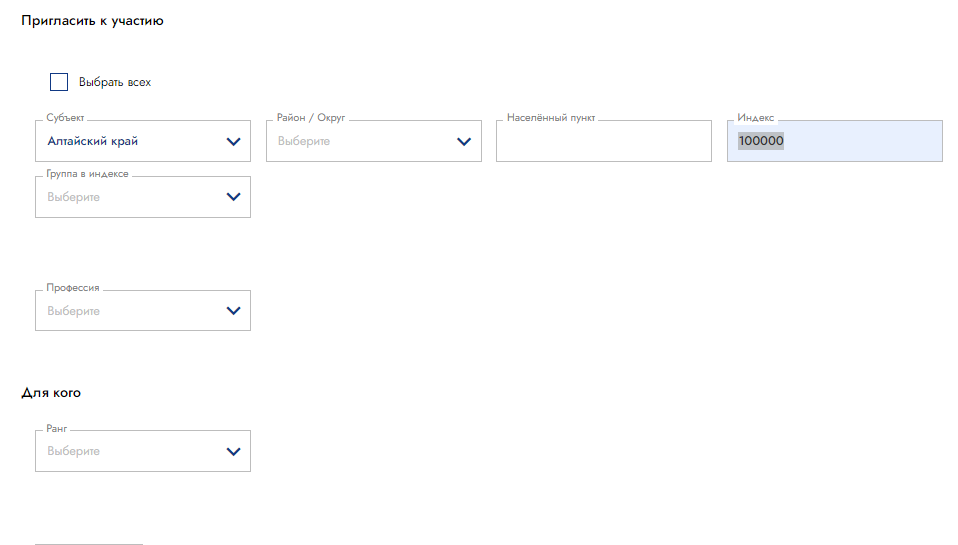 Пригласить к участию
Выбрать всех
Субъект
Алтайский край
Район / Округ
Выберите
Населённый пункт
Индекс
100000
Группа в индексе
Выберите
Профессия
Выберите
Для кого
Ранг
Выберите